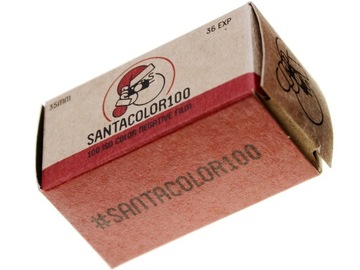 36 EXP
35mm
SANTACOLOR100
100 ISO COLOR NEGATIVE FILM
#SANTACOLOR100